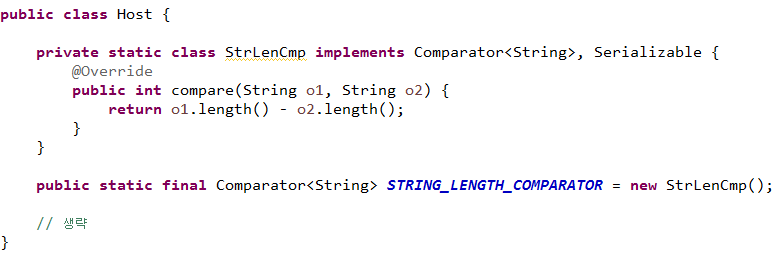 public class Host {
private static class StrLenCmp implements Comparator<String>, Serializable {
@Override
public int compare(String o1, String o2) {
return o1.length() - o2.length();
}
}
public static final Comparator<String> STRING_LENGTH_COMPARATOR = new StrLenCmp();
// 생략
}